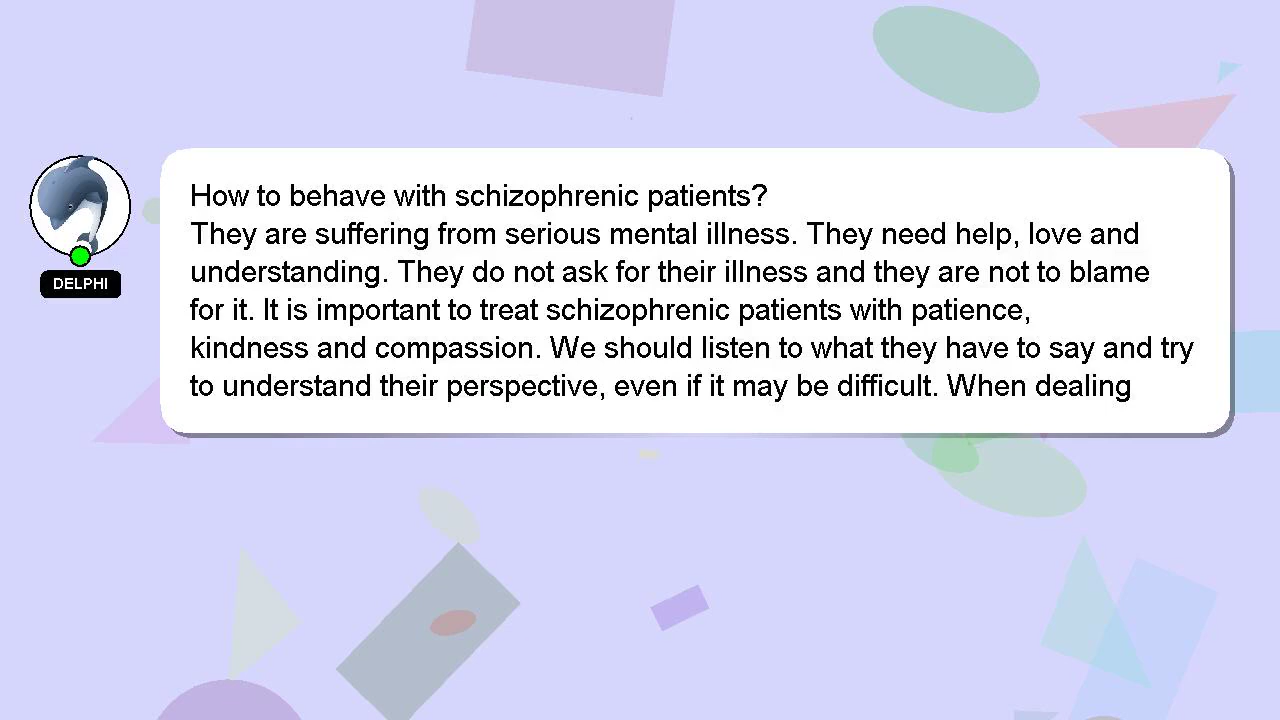 DELPHI
How to behave with schizophrenic patients?
They are suffering from serious mental illness. They need help, love and
understanding. They do not ask for their illness and they are not to blame
for it. It is important to treat schizophrenic patients with patience,
kindness and compassion. We should listen to what they have to say and try
to understand their perspective, even if it may be difficult. When dealing